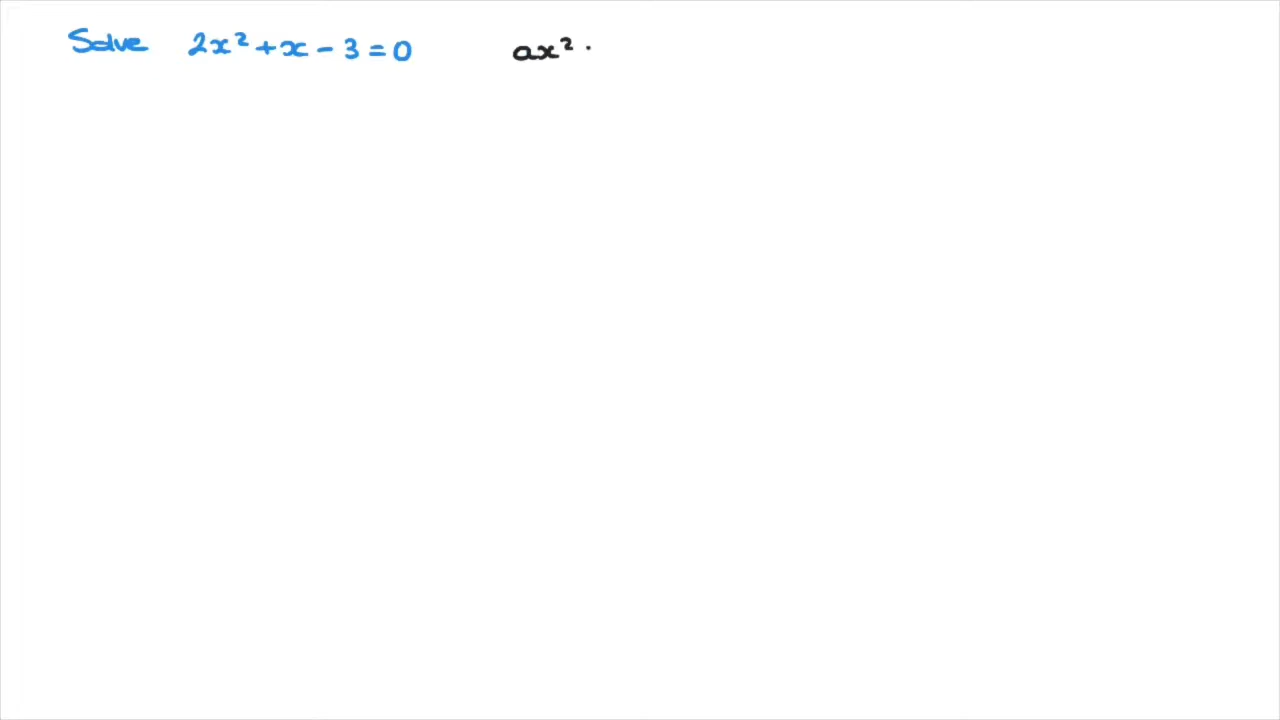 Solve 2x² + x - 3 = 0 ax² ·